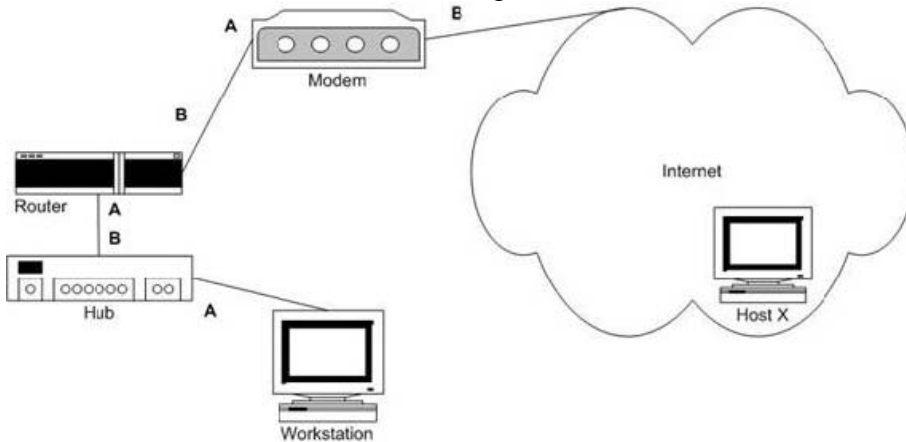 B
A
Modem
B
Internet
Router
A
B
Hub
A
Host X
Workstation